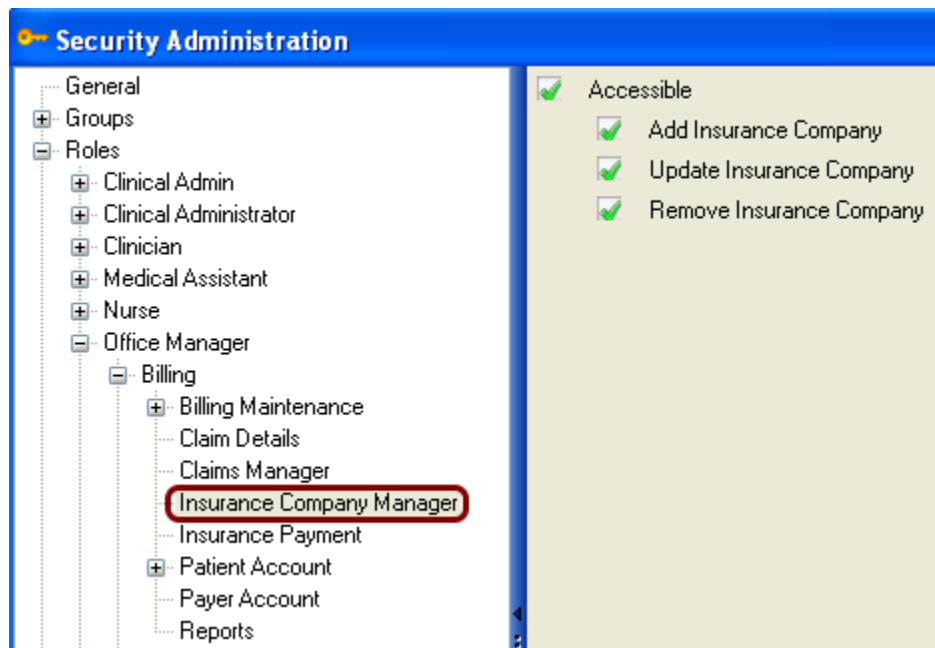 Security Administration
General
Groups
Roles
Clinical Admin
Clinical Administrator
Clinician
Medical Assistant
Nurse
Office Manager
Billing
Billing Maintenance
Claim Details
Claims Manager
Insurance Company Manager
Insurance Payment
Patient Account
Payer Account
Reports
Accessible
Add Insurance Company
Update Insurance Company
Remove Insurance Company